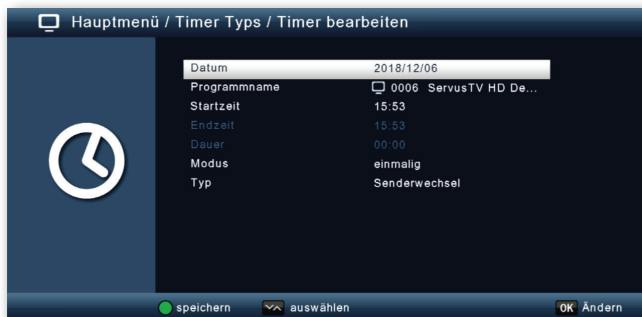 Hauptmenü / Timer Typs / Timer bearbeiten
Datum 2018/12/06
Programmname 0006 ServusTV HD De...
Startzeit 15:53
Endzeit 15:53
Dauer 00:00
Modus einmalig
Typ Senderwechsel
speichern auswählen OK Ändern